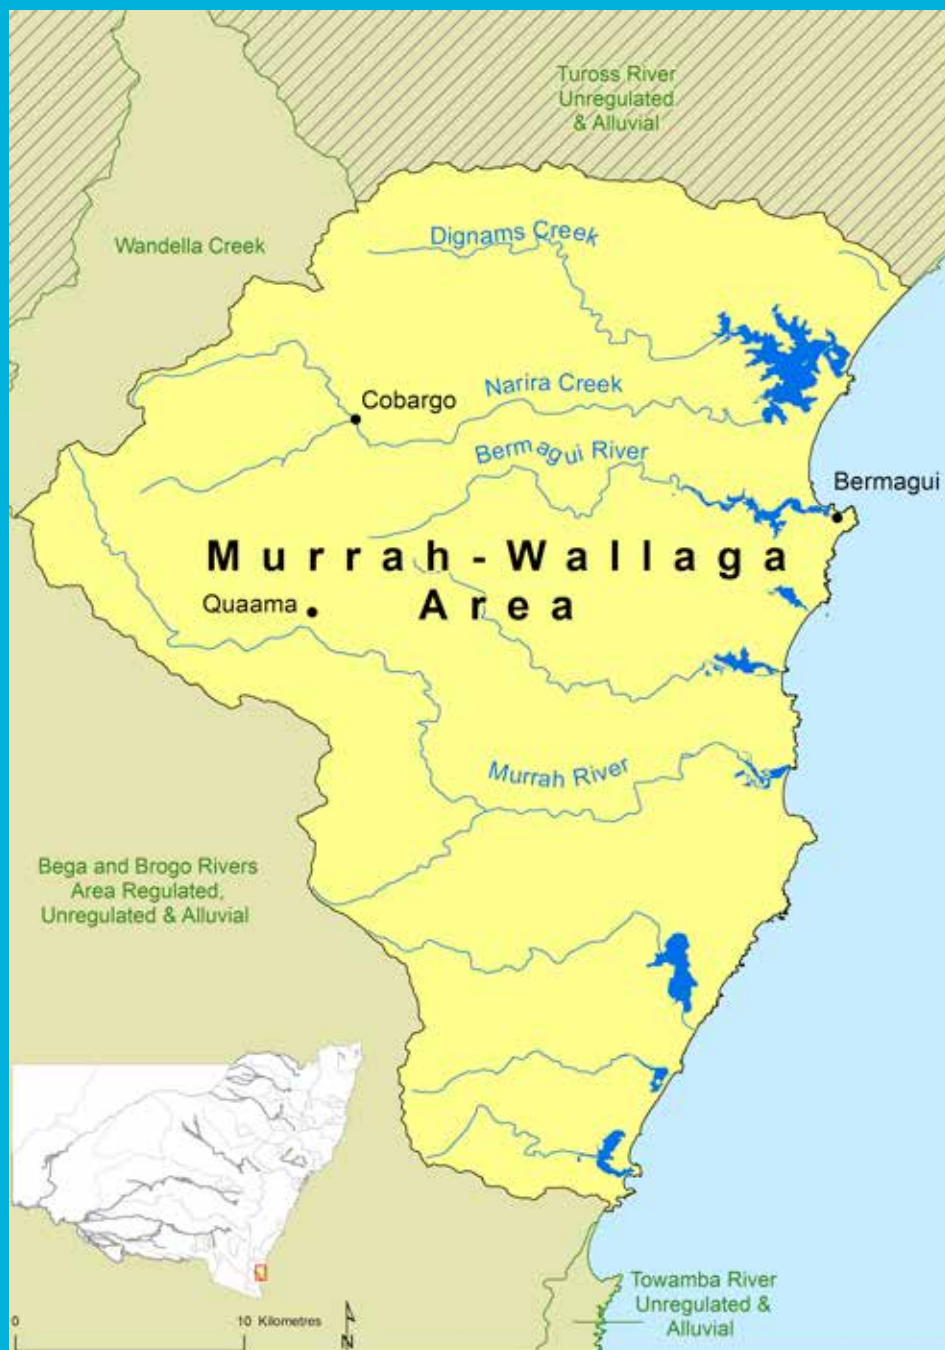 Tuross River
Unregulated
& Alluvial
Wandella Creek
Dignams Creek
Narira Creek
Cobargo
Bermagui River
Bermagui
Murrah-Wallaga
Area
Quaama
Murrah River
Bega and Brogo Rivers
Area Regulated,
Unregulated & Alluvial
Towamba River
Unregulated &
Alluvial
0 10 Kilometres
N